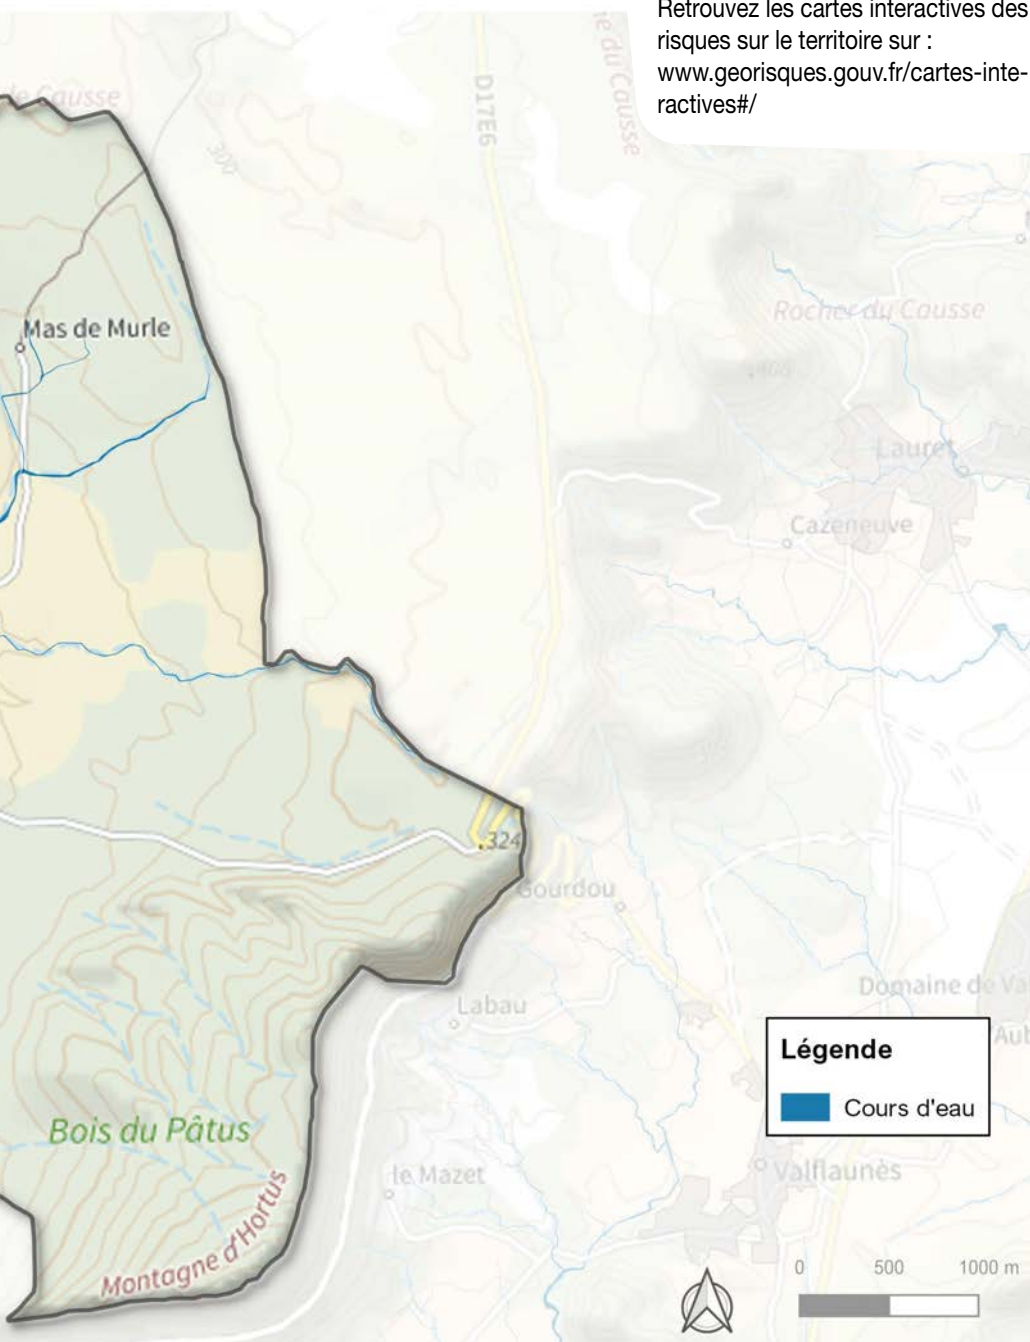 Retrouvez les cartes interactives des
risques sur le territoire sur :
www.georisques.gouv.fr/cartes-inte-
ractives#/
Causse
du Causse
D17E6
300
Rocher du Causse
Mas de Murle
Lauret
Cazeneuve
324
Gourdou
Domaine de
Labau
Légende
Cours d'eau
Bois du Pâtus
le Mazet
Valflaunès
Montagne d'Hortus
0 500 1000 m